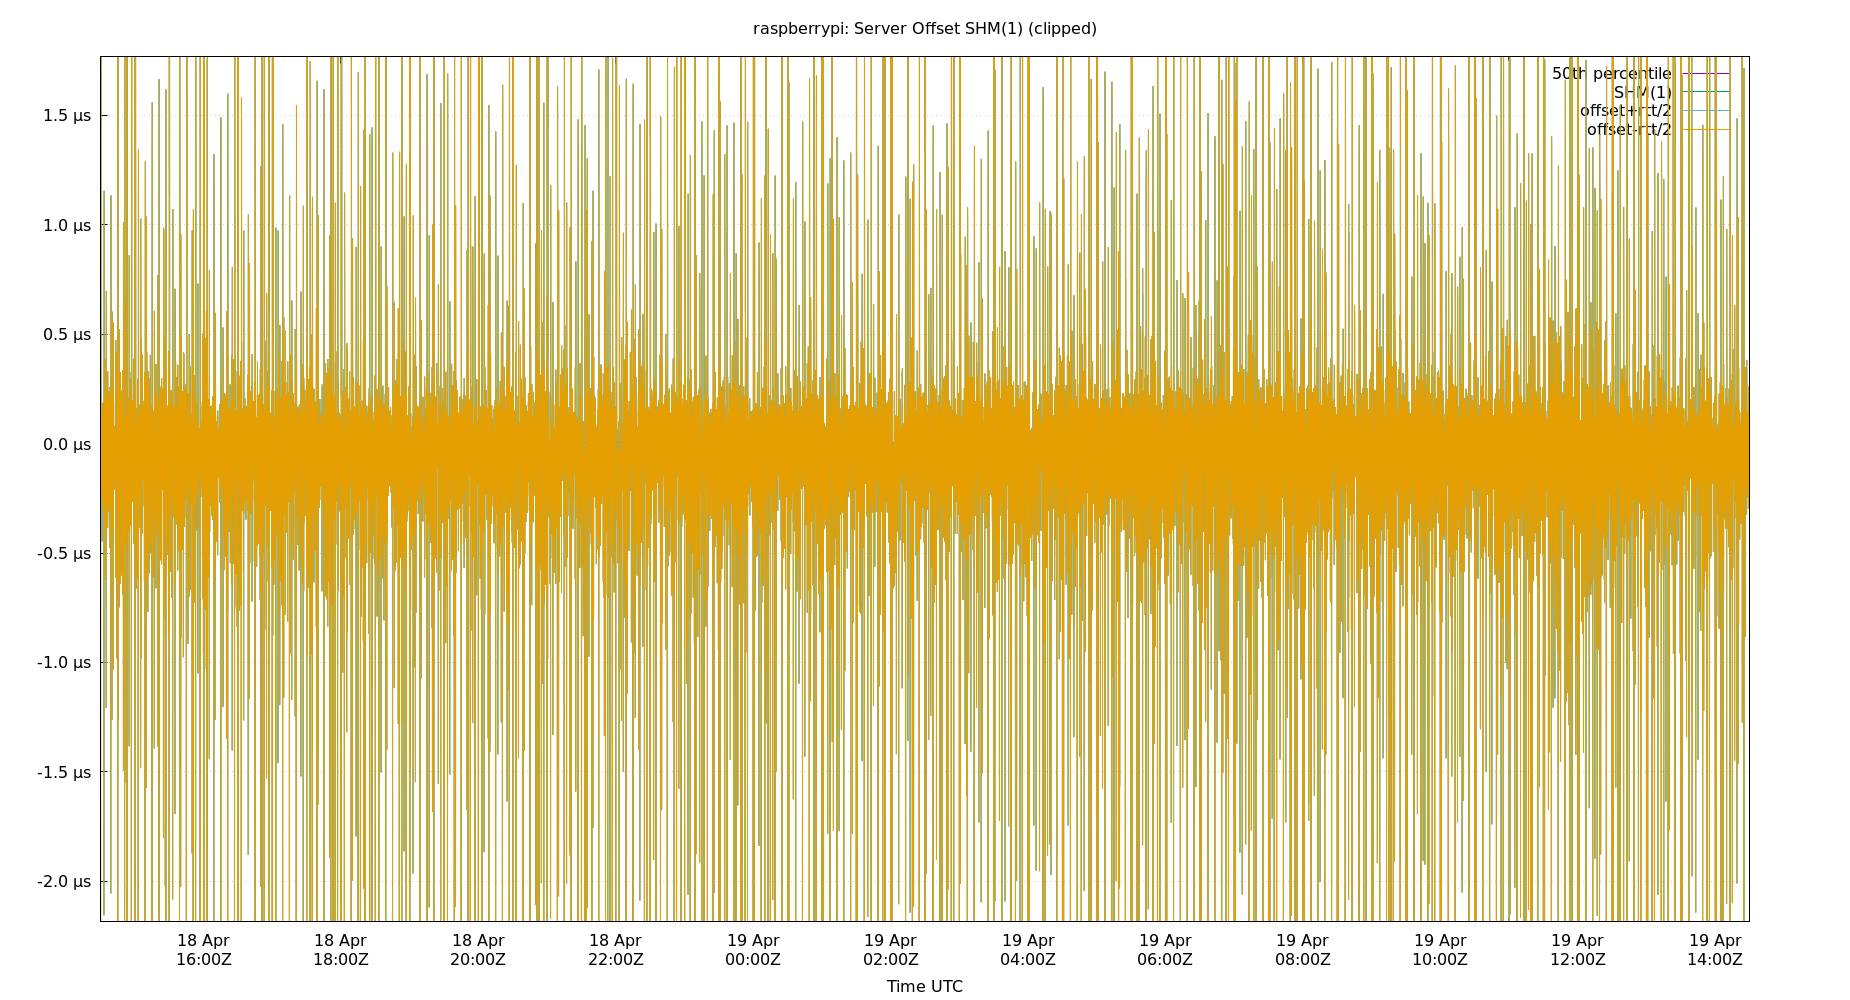 raspberrypi: Server Offset SHM(1) (clipped)
50th percentile
SHM(1)
offset+rtt/2
offset-rtt/2
1.5 µs
1.0 µs
0.5 µs
0.0 µs
-0.5 µs
-1.0 µs
-1.5 µs
-2.0 µs
18 Apr 18 Apr 18 Apr 18 Apr 19 Apr 19 Apr 19 Apr 19 Apr 19 Apr 19 Apr 19 Apr 19 Apr
16:00Z 18:00Z 20:00Z 22:00Z 00:00Z 02:00Z 04:00Z 06:00Z 08:00Z 10:00Z 12:00Z 14:00Z
Time UTC